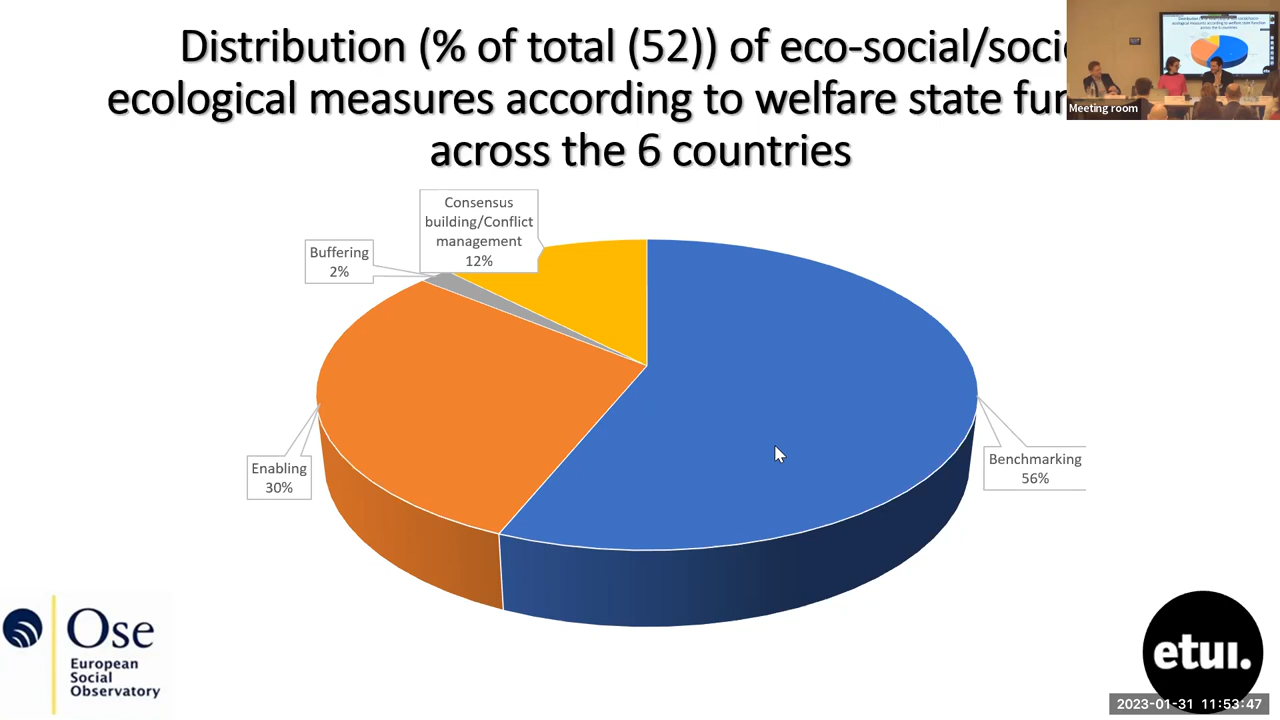 Distribution (% of total (52)) of eco-social/
ecological measures according to welfare state
across the 6 countries
Meeting room
Consensus
building/Conflict
management
12%
Buffering
2%
Enabling
30%
Benchmarking
56%
Ose
European
Social
Observatory
etui.
2023-01-31 11:53:47